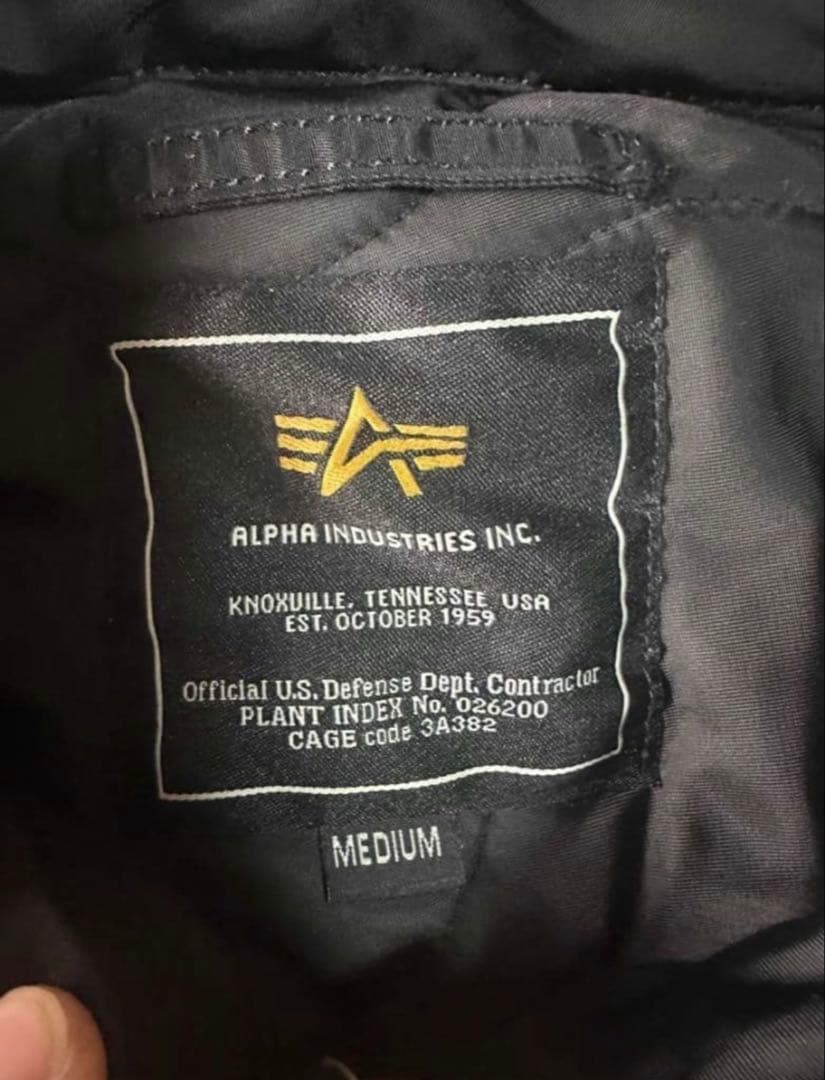 ALPHA INDUSTRIES INC.
KNOXVILLE, TENNESSEE, USA
EST. OCTOBER 1959
Official U.S. Defense Dept. Contractor
PLANT INDEX No. 026200
CAGE code 3A382
MEDIUM